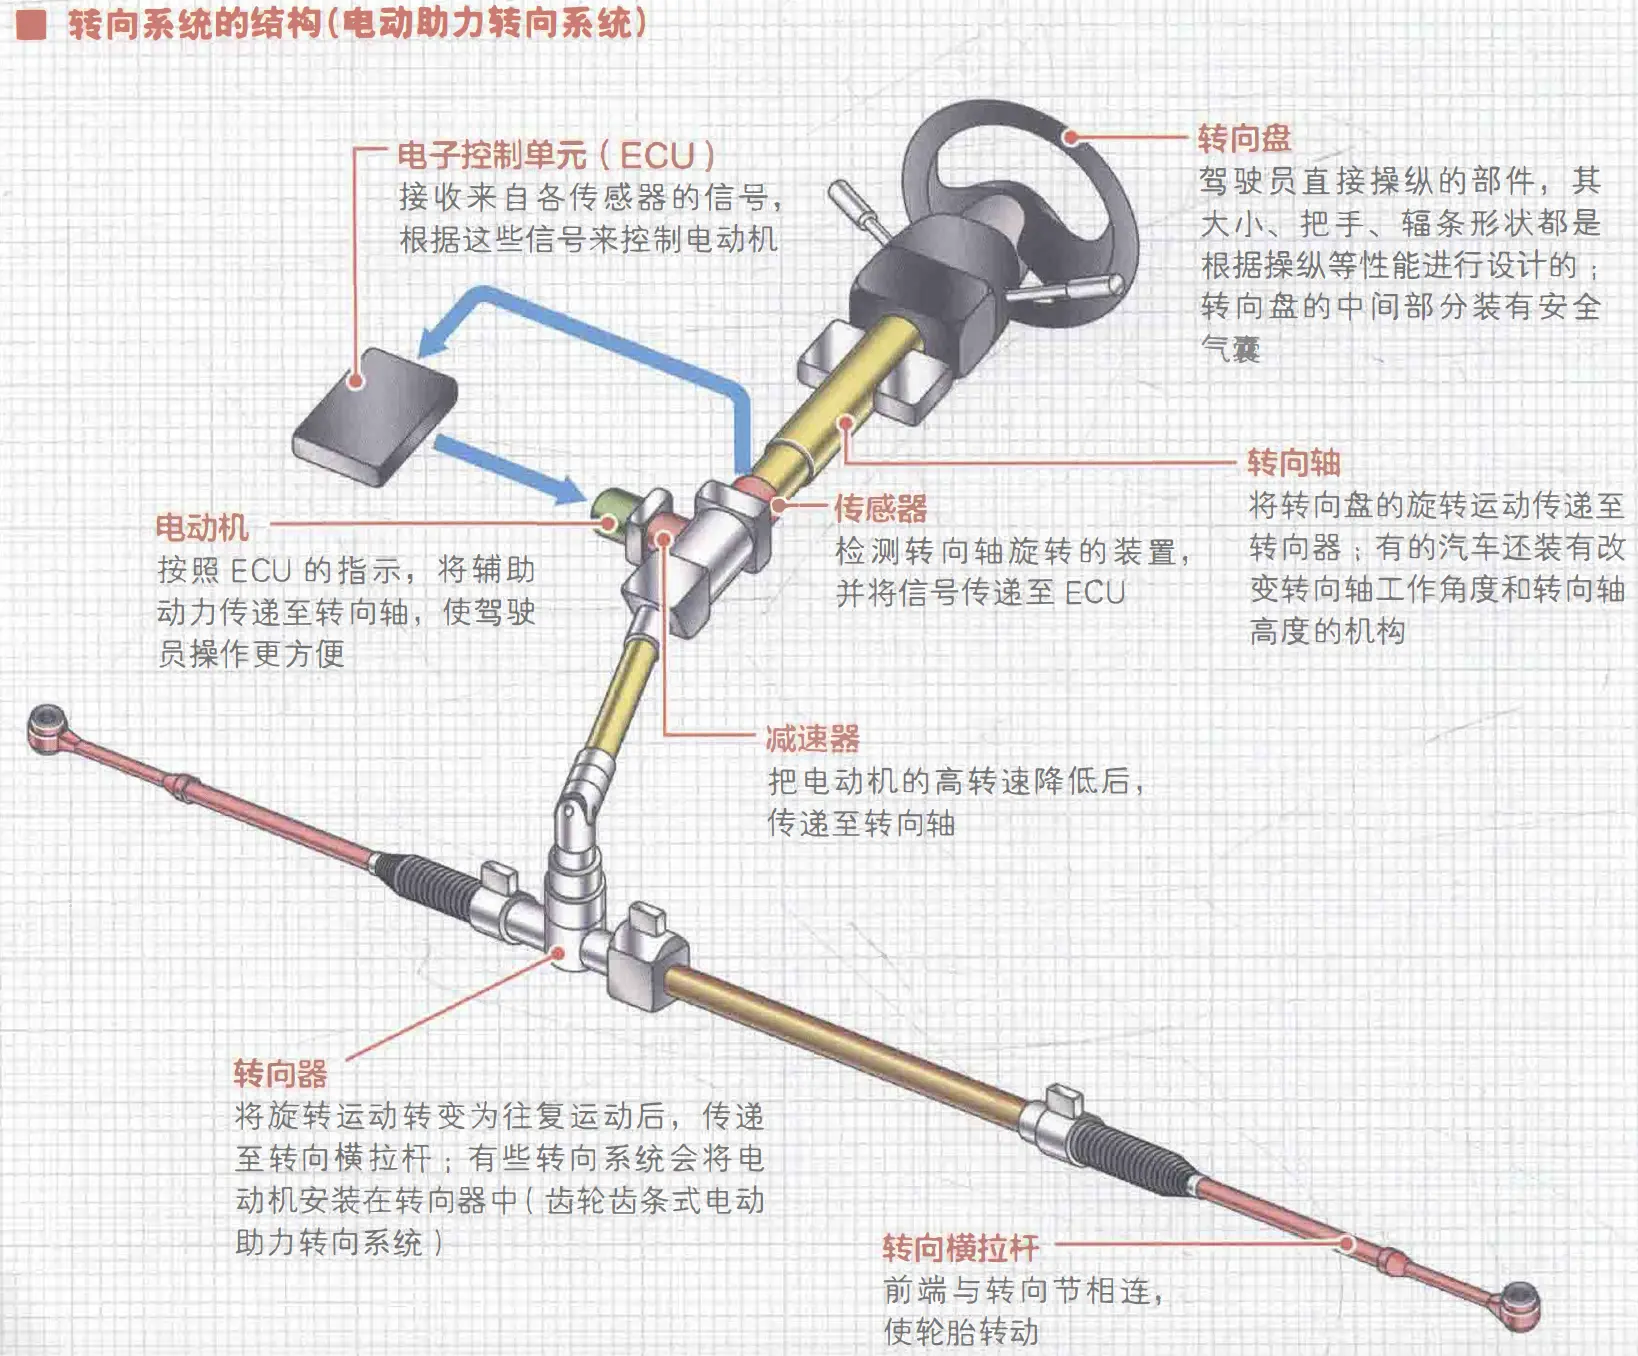 转向系统的结构(电动助力转向系统)
电子控制单元(ECU)
接收来自各传感器的信号，
根据这些信号来控制电动机
转向盘
驾驶员直接操纵的部件，其
大小、把手、辐条形状都是
根据操纵等性能进行设计的；
转向盘的中间部分装有安全
气囊
转向轴
将转向盘的旋转运动传递至
转向器；有的汽车还装有改
变转向轴工作角度和转向轴
高度的机构
传感器
检测转向轴旋转的装置，
并将信号传递至ECU
电动机
按照ECU的指示，将辅助
动力传递至转向轴，使驾驶
员操作更方便
减速器
把电动机的高转速降低后，
传递至转向轴
转向器
将旋转运动转变为往复运动后，传递
至转向横拉杆；有些转向系统会将电
动机安装在转向器中(齿轮齿条式电动
助力转向系统)
转向横拉杆
前端与转向节相连，
使轮胎转动